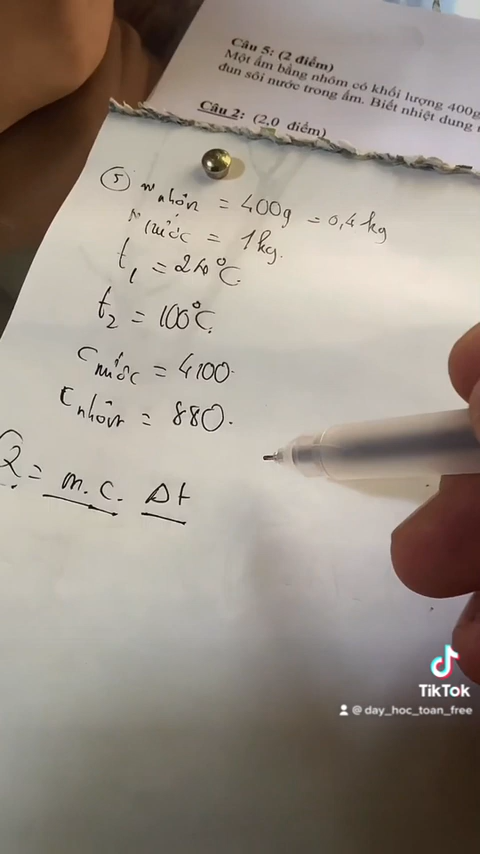 Câu 5: (2 điểm)
Một ấm bằng nhôm có khối lượng 400g
đun sôi nước trong ấm. Biết nhiệt dung
Câu 2: (2,0 điểm)
⑤ m nhôm = 400g = 0,4 kg
m nước = 1kg.
t1 = 24°C
t2 = 100°C.
C nước = 4100.
C nhôm = 880.
Q = m.c. Δt
TikTok
@ day_hoc_toan_free